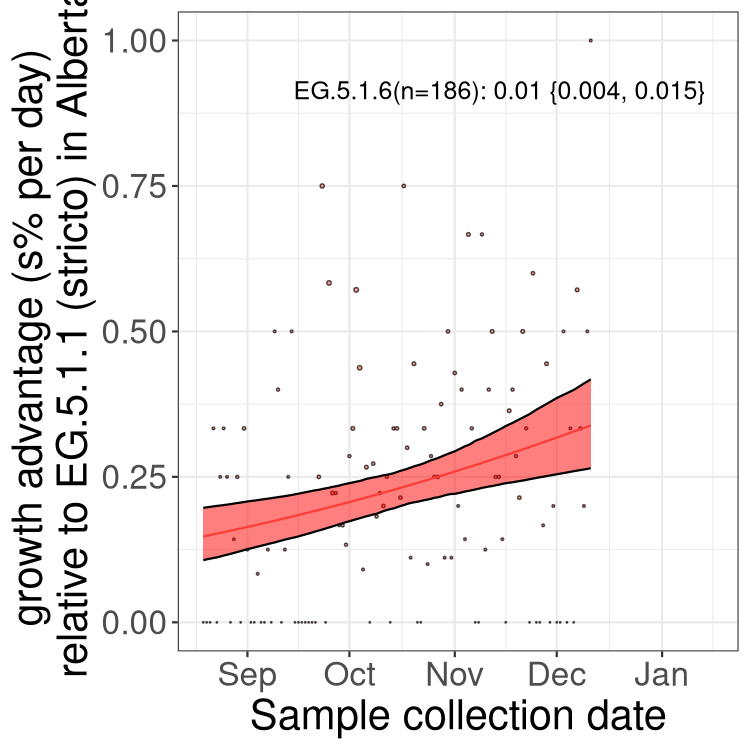 growth advantage (s% per day)
relative to EG.5.1.1 (stricto) in Alberta
1.00
0.75
0.50
0.25
0.00
EG.5.1.6(n=186): 0.01 {0.004, 0.015}
Sep Oct Nov Dec Jan
Sample collection date